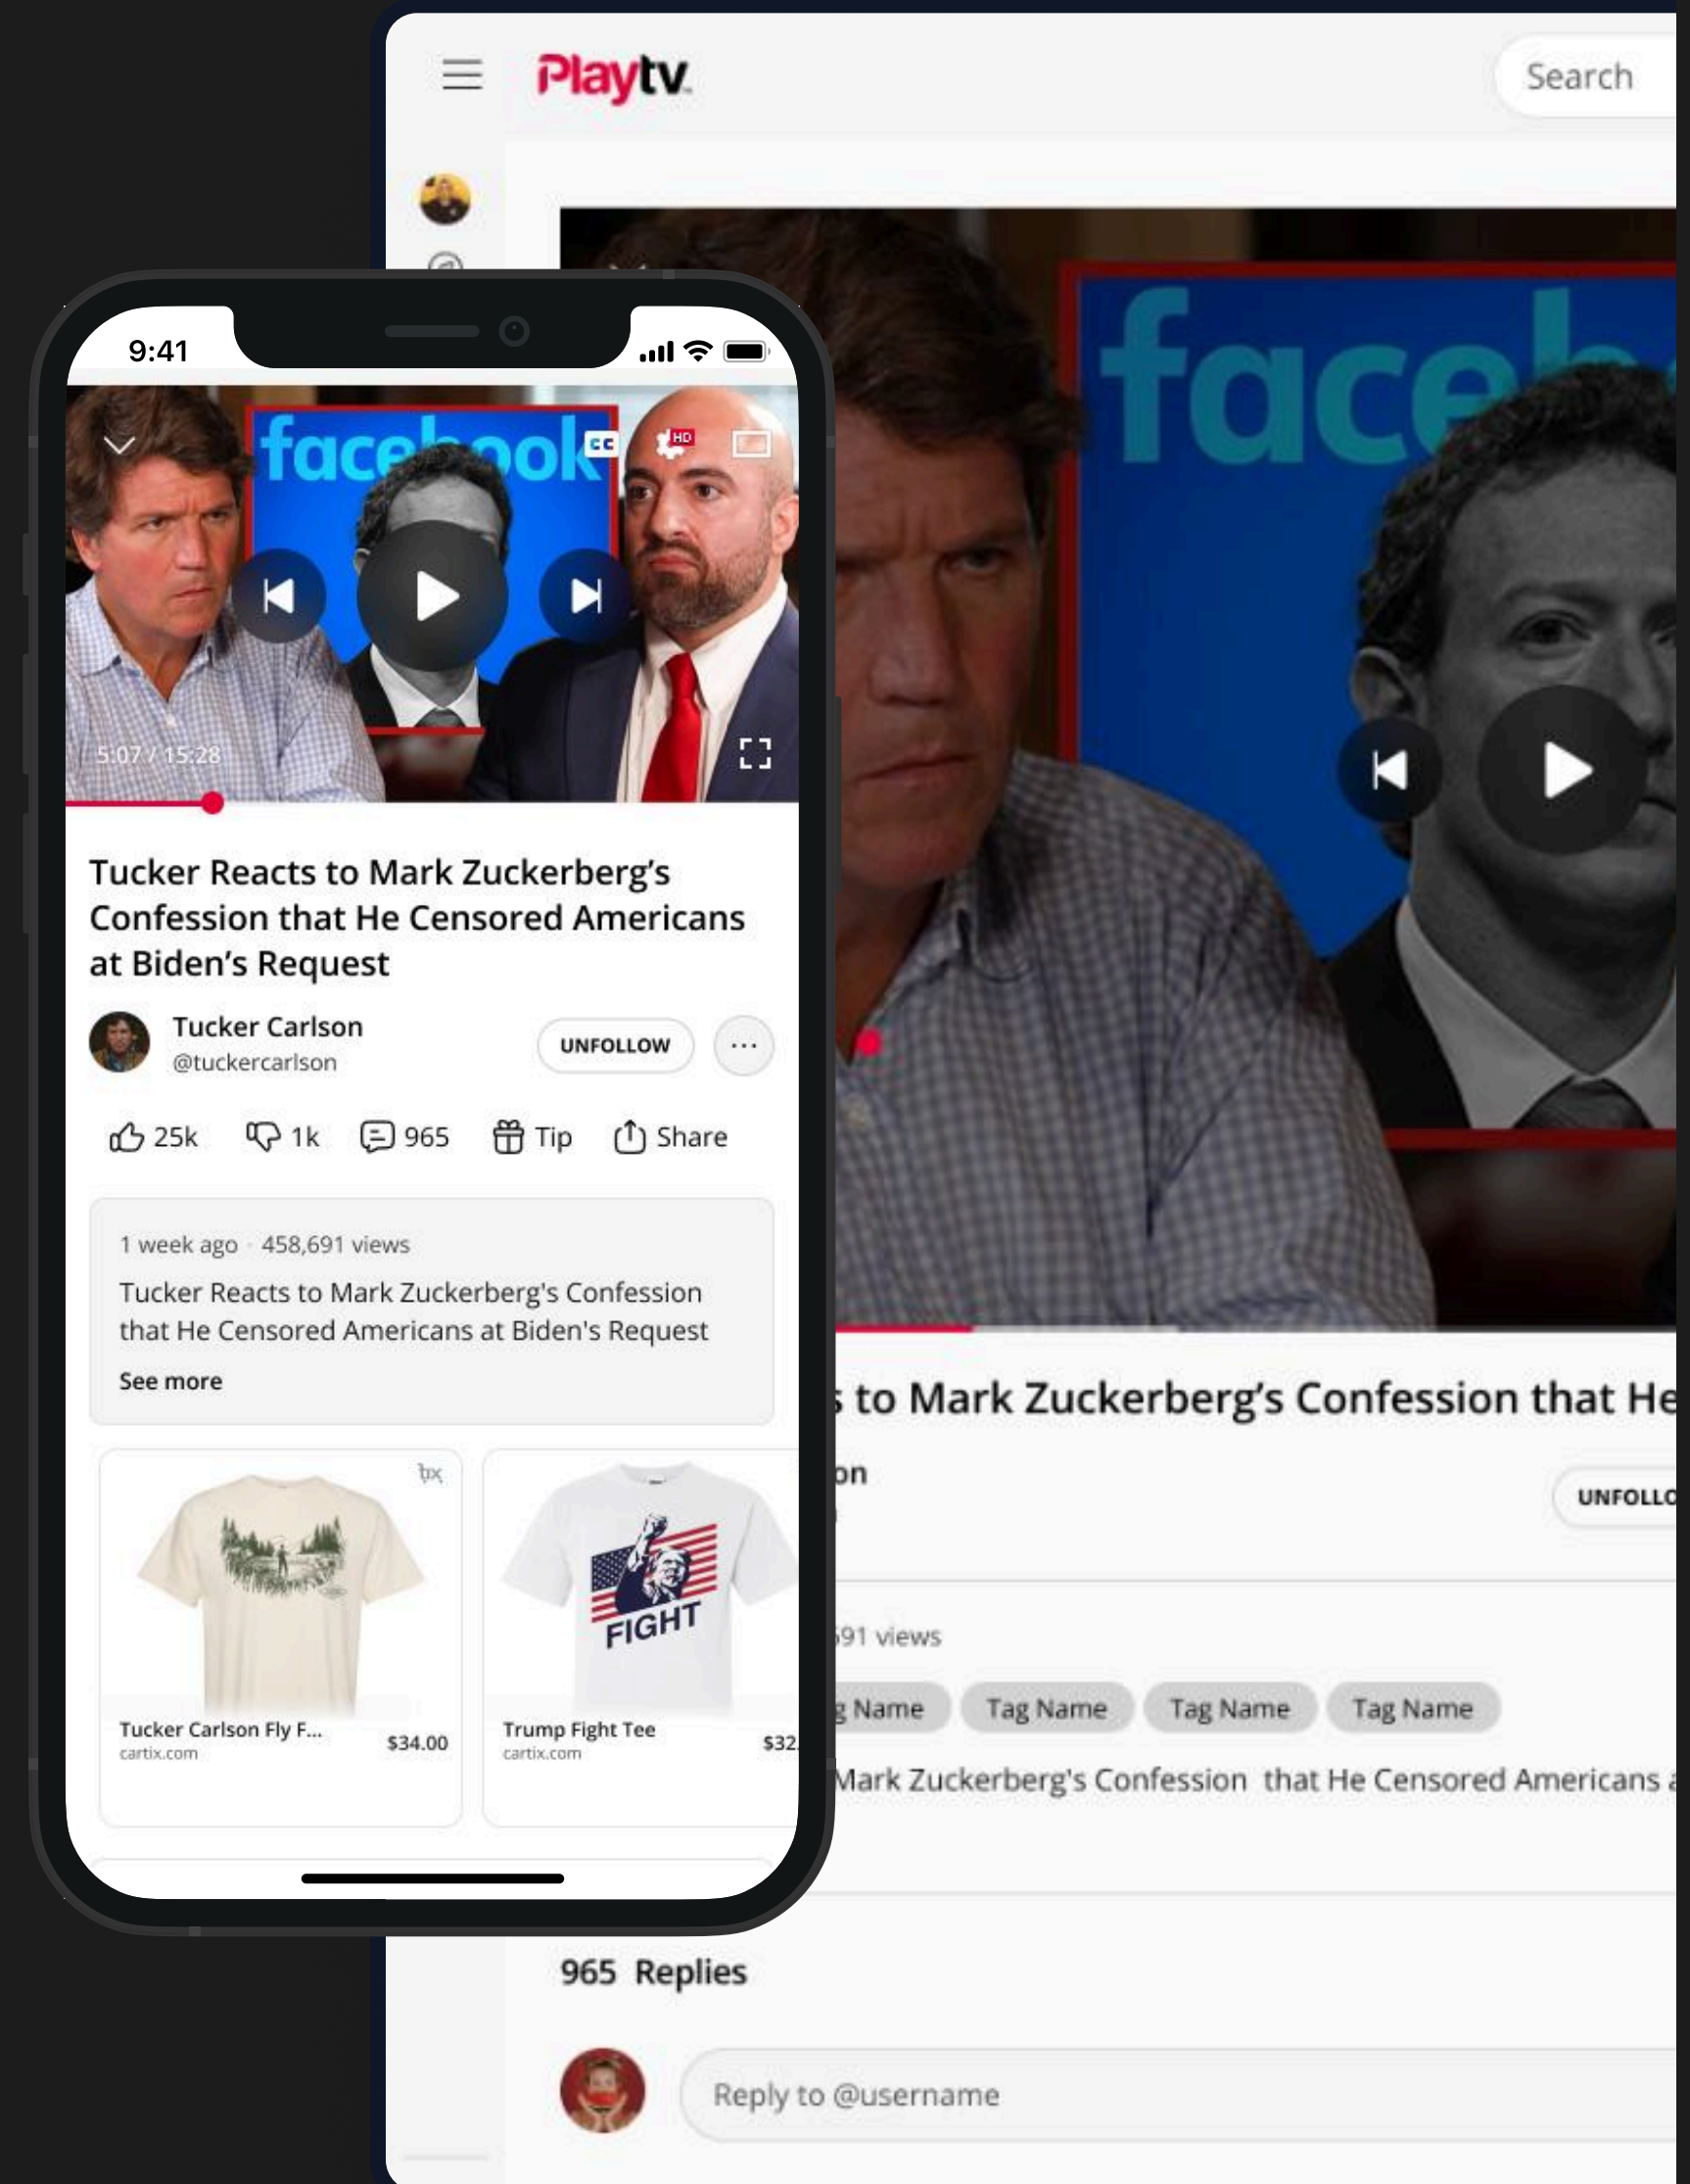 Playtv
Search
facebook
9:41
facebook
CC
HD
5:07 / 15:28
Tucker Reacts to Mark Zuckerberg’s
Confession that He Censored Americans
at Biden’s Request
Tucker Carlson
@tuckercarlson
UNFOLLOW
25k
1k
965
Tip
Share
1 week ago · 458,691 views
Tucker Reacts to Mark Zuckerberg's Confession
that He Censored Americans at Biden's Request
See more
FIGHT
Tucker Carlson Fly F...
cartix.com
$34.00
Trump Fight Tee
cartix.com
$32.
s to Mark Zuckerberg’s Confession that He
on
UNFOLLO
591 views
g Name
Tag Name
Tag Name
Tag Name
Mark Zuckerberg's Confession that He Censored Americans a
965 Replies
Reply to @username